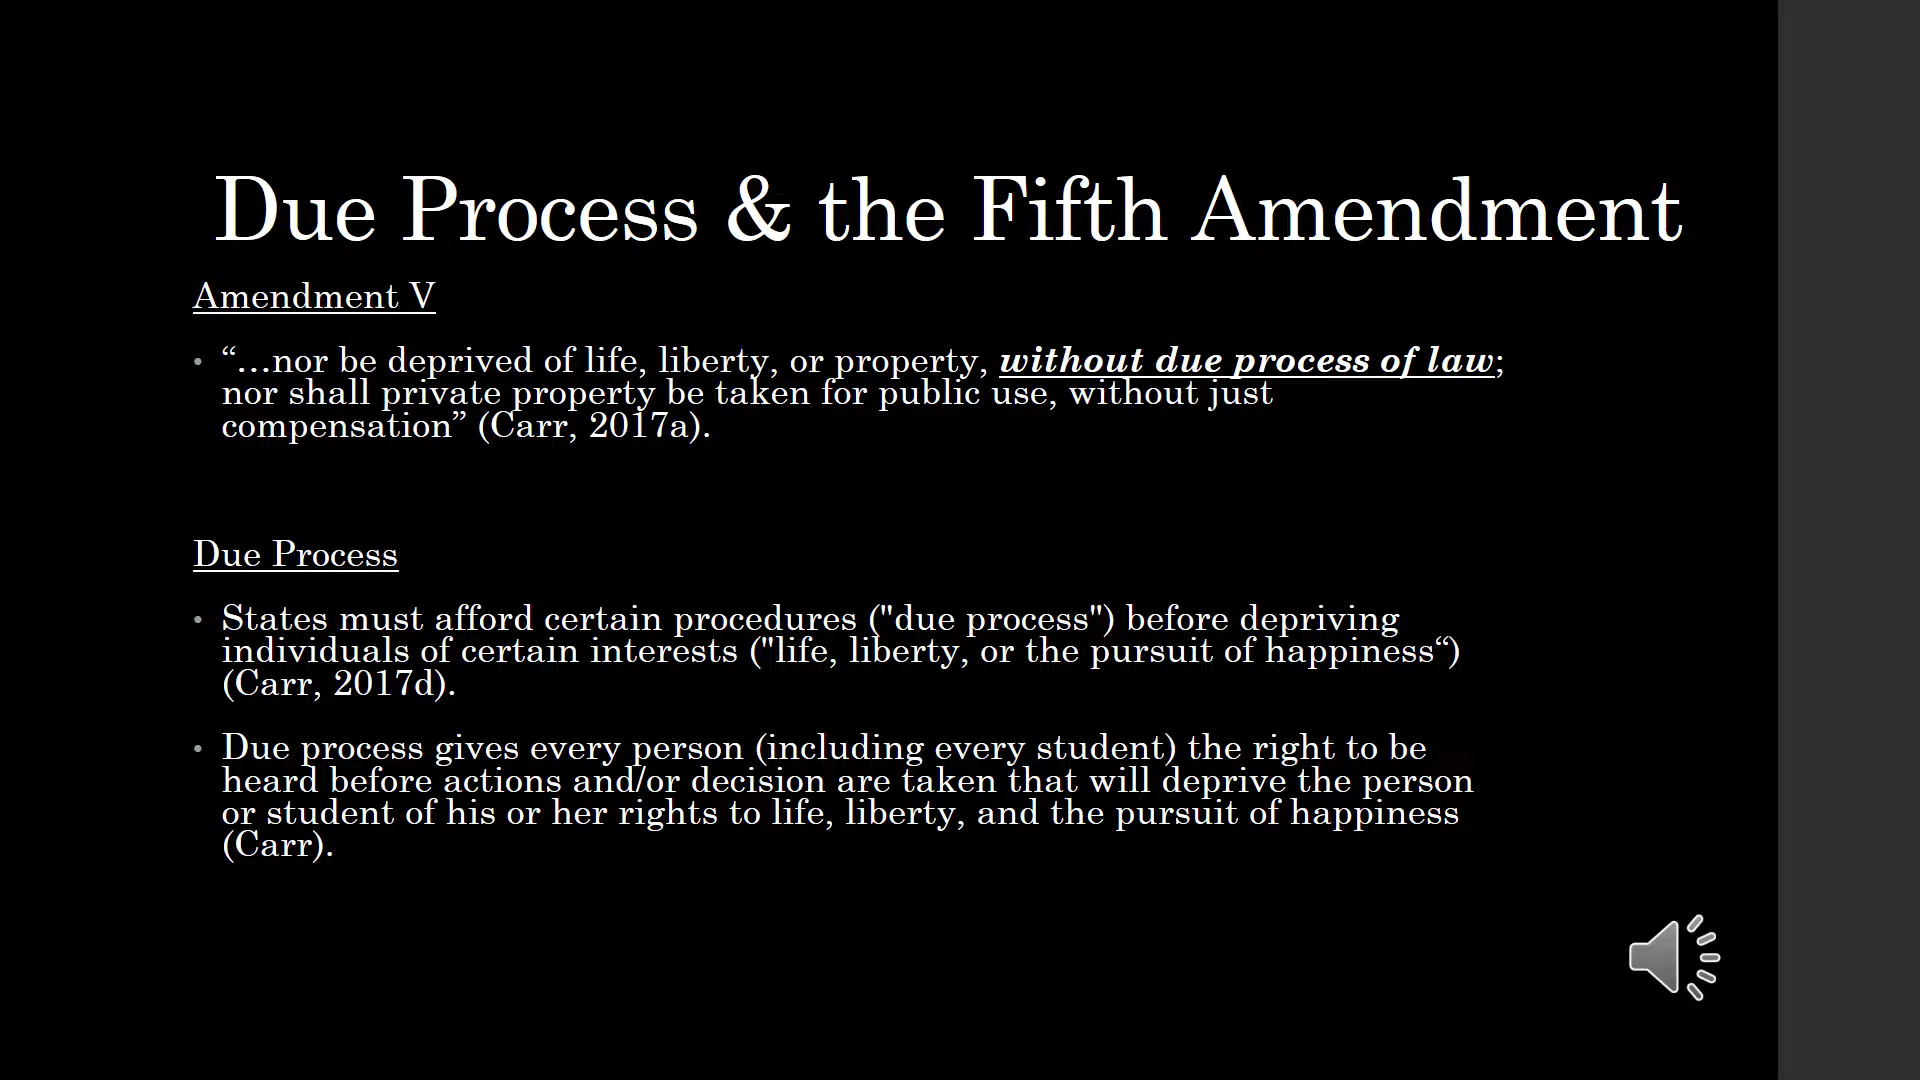 Due Process & the Fifth Amendment
Amendment V
• “…nor be deprived of life, liberty, or property, without due process of law;
nor shall private property be taken for public use, without just
compensation” (Carr, 2017a).
Due Process
• States must afford certain procedures ("due process") before depriving
individuals of certain interests ("life, liberty, or the pursuit of happiness“)
(Carr, 2017d).
• Due process gives every person (including every student) the right to be
heard before actions and/or decision are taken that will deprive the person
or student of his or her rights to life, liberty, and the pursuit of happiness
(Carr).